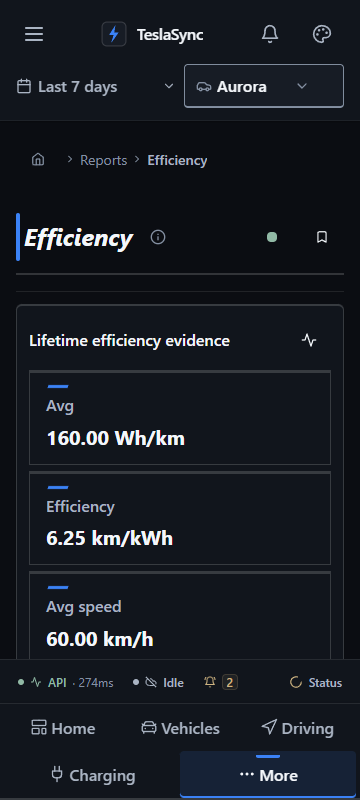 TeslaSync
Last 7 days Aurora
Reports Efficiency
Efficiency
Lifetime efficiency evidence
Avg
160.00 Wh/km
Efficiency
6.25 km/kWh
Avg speed
60.00 km/h
API · 274ms Idle 2 Status
Home Vehicles Driving
Charging More